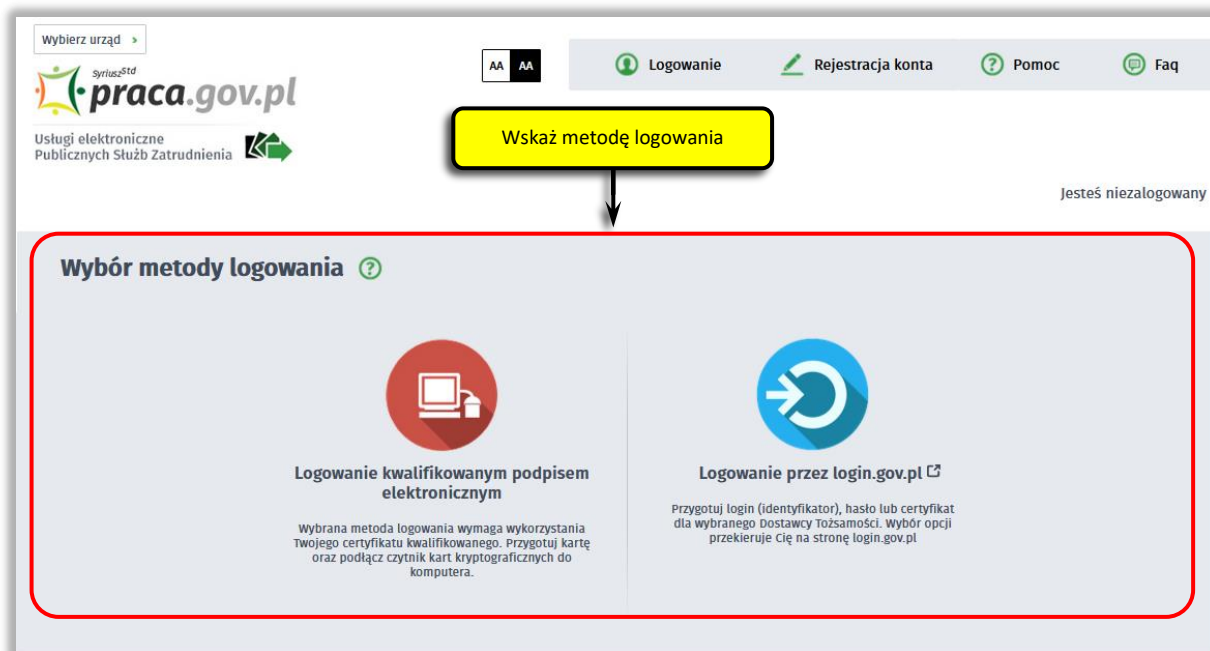 Wybierz urząd
AA AA
Logowanie
Rejestracja konta
Pomoc
Faq
SyriuszStd
praca.gov.pl
Usługi elektroniczne
Publicznych Służb Zatrudnienia
Wskaż metodę logowania
Jesteś niezalogowany
Wybór metody logowania ?
Logowanie kwalifikowanym podpisem
elektronicznym
Wybrana metoda logowania wymaga wykorzystania
Twojego certyfikatu kwalifikowanego. Przygotuj kartę
oraz podłącz czytnik kart kryptograficznych do
komputera.
Logowanie przez login.gov.pl
Przygotuj login (identyfikator), hasło lub certyfikat
dla wybranego Dostawcy Tożsamości. Wybór opcji
przekieruje Cię na stronę login.gov.pl